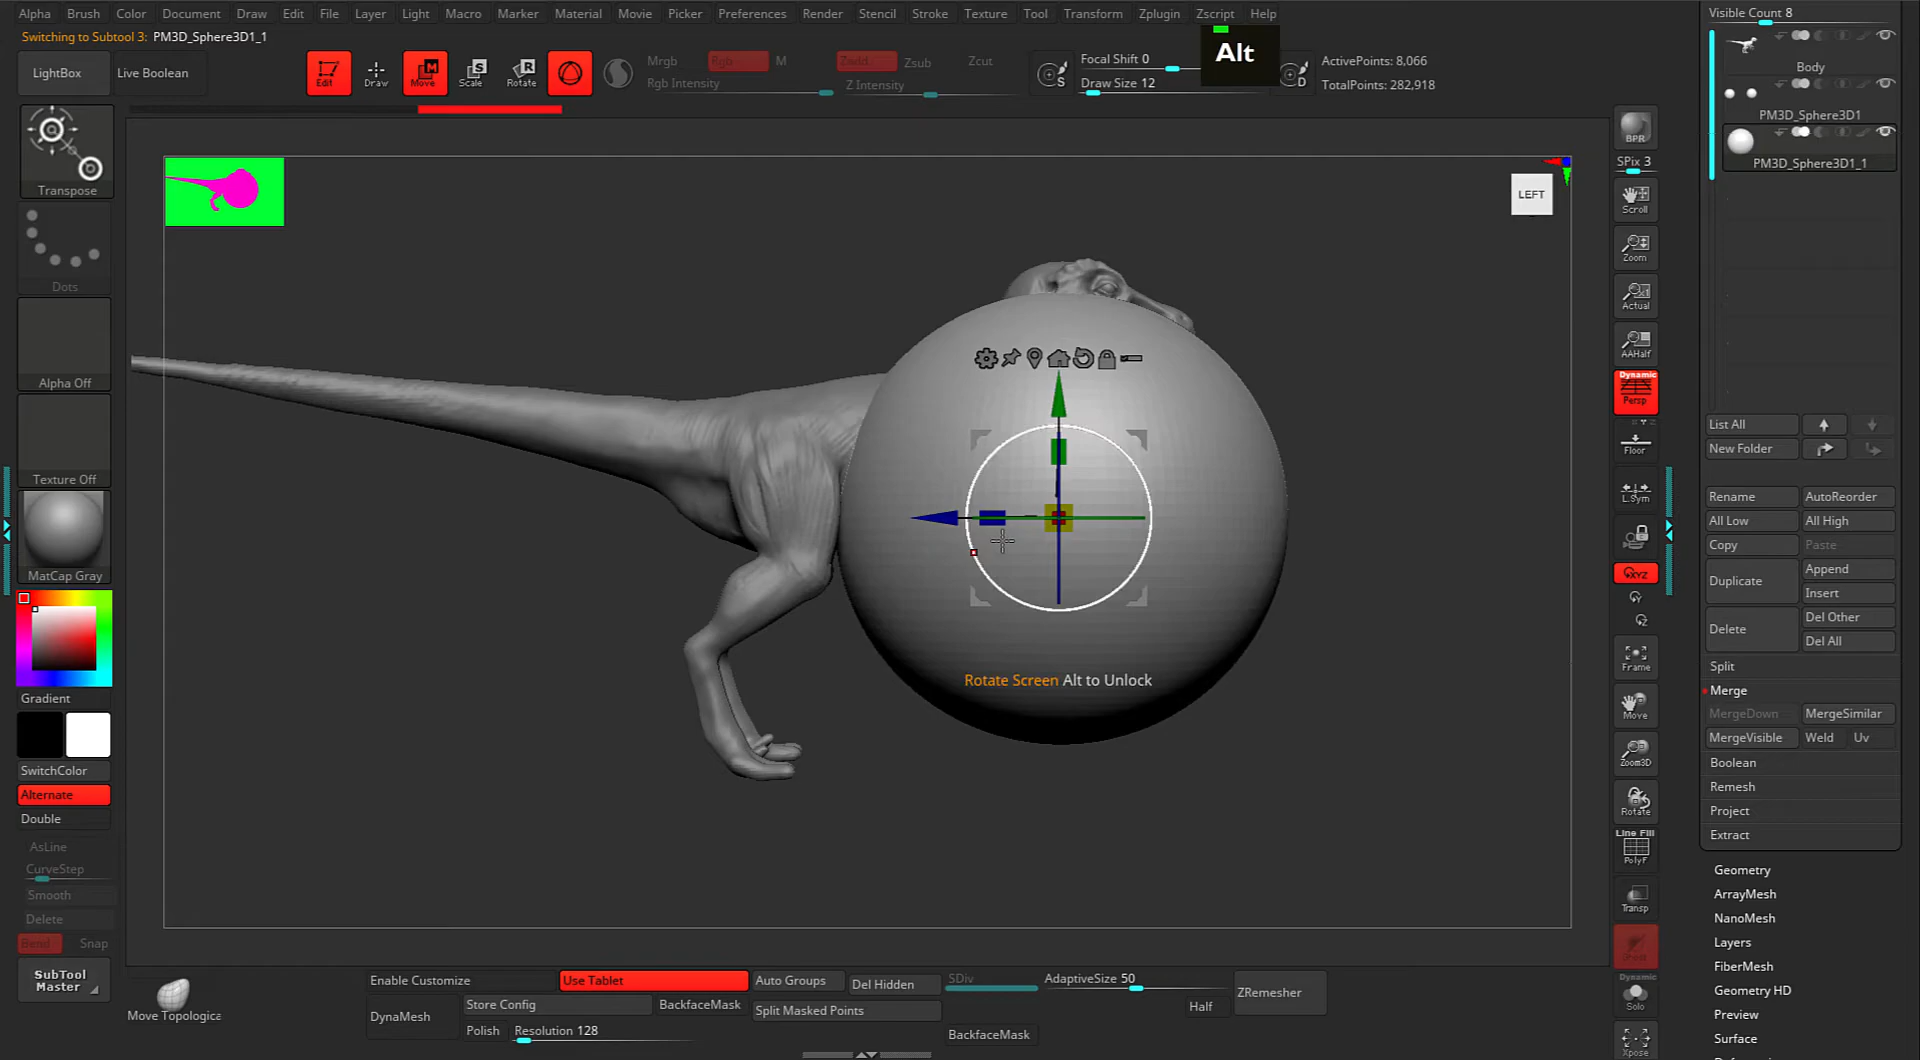 Alpha Brush Color Document Draw Edit File Layer Light Macro Marker Material Movie Picker Preferences Render Stencil Stroke Texture Tool Transform Zplugin Zscript Help
Visible Count 8
Switching to Subtool 3: PM3D_Sphere3D1_1
Alt
LightBox
Live Boolean
Edit
Draw
Move
Scale
Rotate
Mrgb
Rgb
M
Rgb Intensity
Zadd
Zsub
Zcut
Z Intensity
S
Focal Shift 0
Draw Size 12
D
ActivePoints: 8,066
TotalPoints: 282,918
Body
PM3D_Sphere3D1
PM3D_Sphere3D1_1
Transpose
Dots
Alpha Off
Texture Off
MatCap Gray
Gradient
SwitchColor
Alternate
Double
AsLine
CurveStep
Smooth
Delete
Bend
Snap
SubTool
Master
LEFT
Rotate Screen Alt to Unlock
BPR
SPix 3
Scroll
Zoom
Actual
AAHalf
Dynamic
Persp
Floor
L.Sym
XYZ
Frame
Move
Zoom3D
Rotate
Line Fill
PolyF
Transp
Dynamic
Solo
Xpose
List All
New Folder
Rename
AutoReorder
All Low
All High
Copy
Paste
Duplicate
Append
Insert
Delete
Del Other
Del All
Split
Merge
MergeDown
MergeSimilar
MergeVisible
Weld
Uv
Boolean
Remesh
Project
Extract
Geometry
ArrayMesh
NanoMesh
Layers
FiberMesh
Geometry HD
Preview
Surface
Move Topologica
Enable Customize
Use Tablet
Auto Groups
Del Hidden
SDiv
AdaptiveSize 50
ZRemesher
DynaMesh
Store Config
BackfaceMask
Split Masked Points
Half
Polish
Resolution 128
BackfaceMask